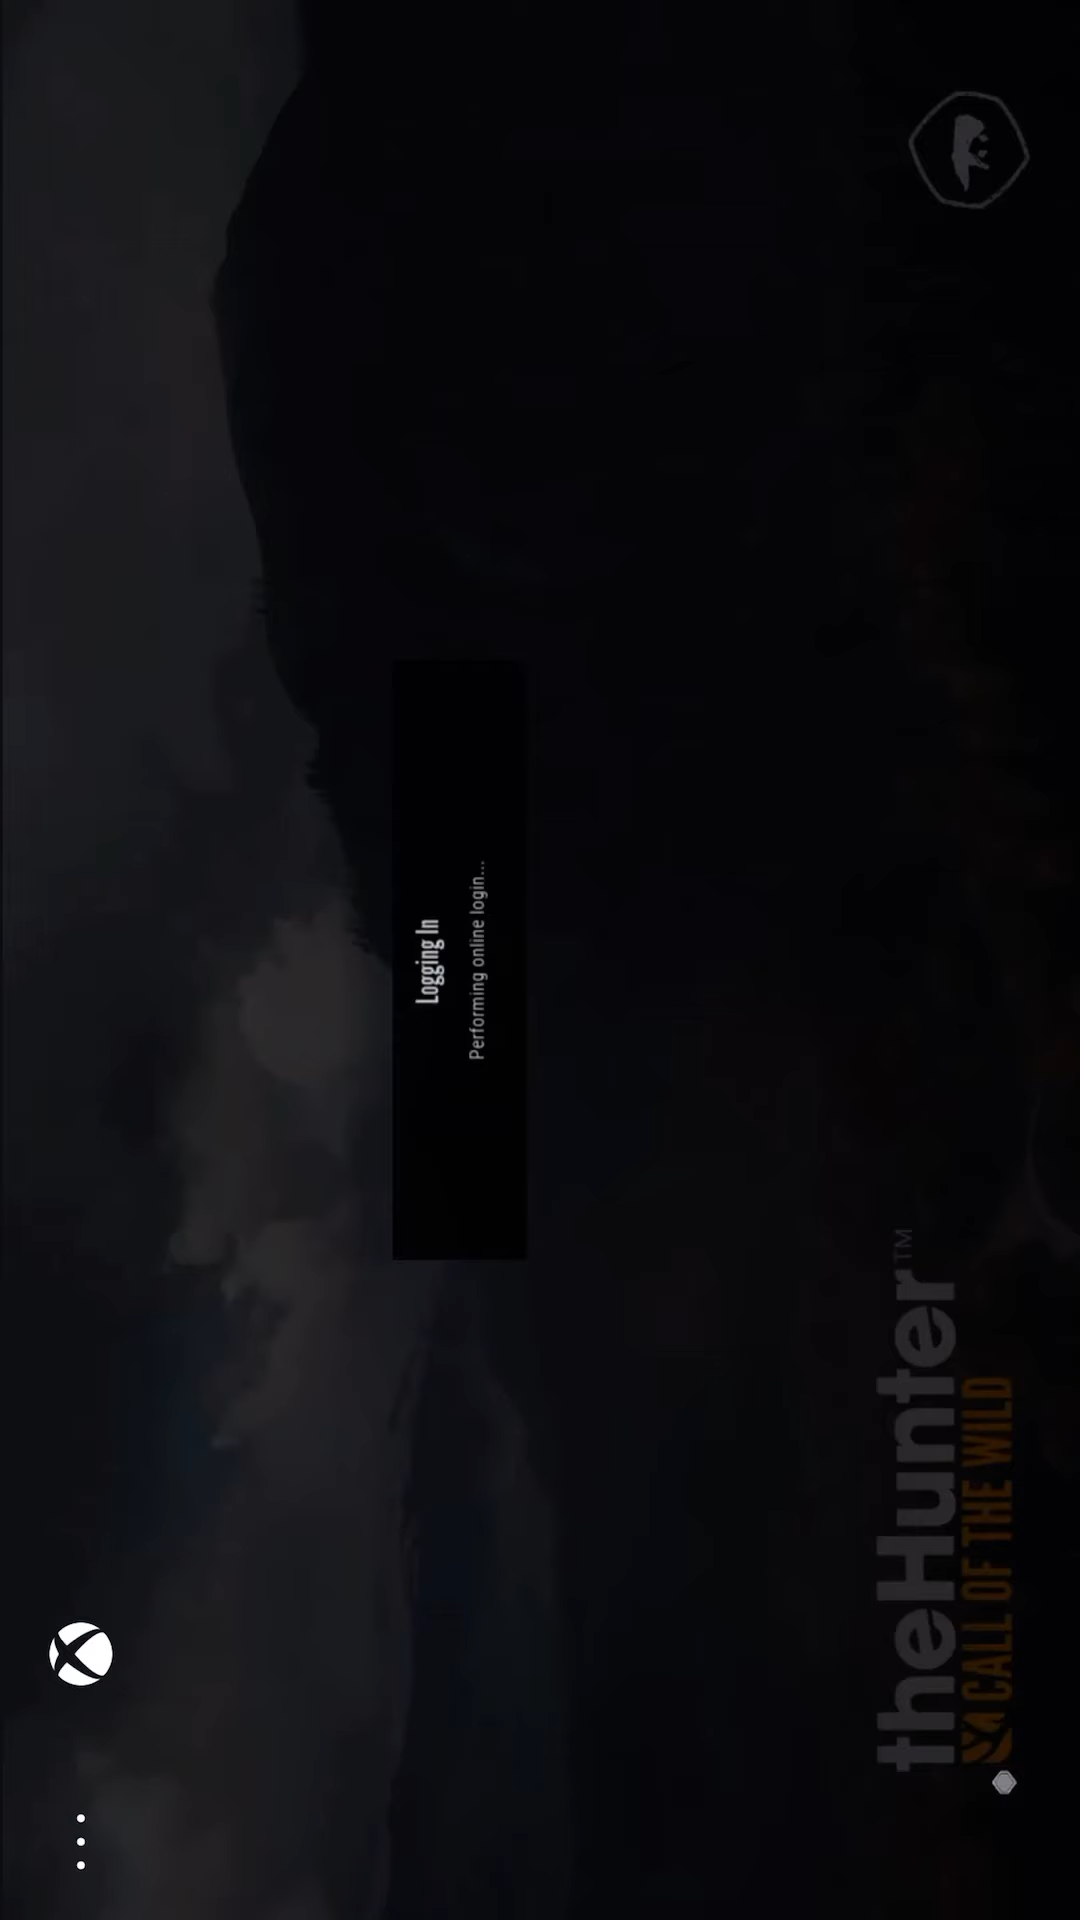 Logging In
Performing online login...
theHunter™
CALL OF THE WILD